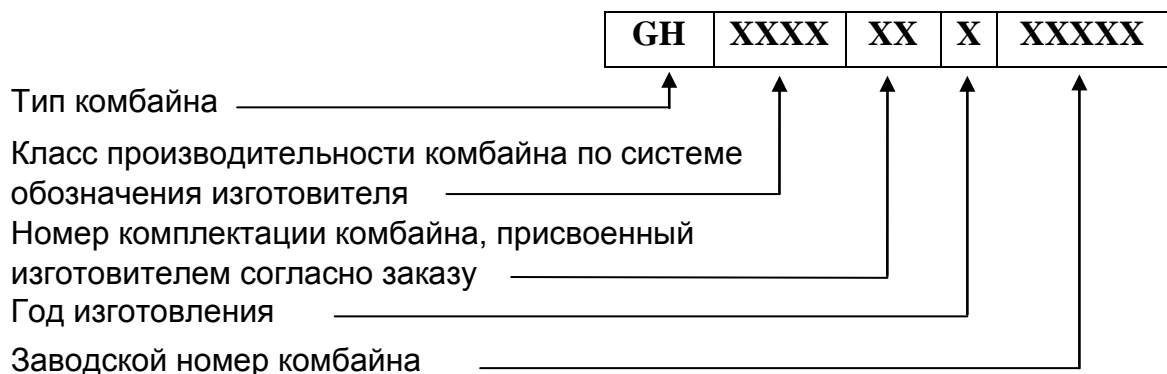 GH XXXX XX X XXXXX
Тип комбайна
Класс производительности комбайна по системе
обозначения изготовителя
Номер комплектации комбайна, присвоенный
изготовителем согласно заказу
Год изготовления
Заводской номер комбайна